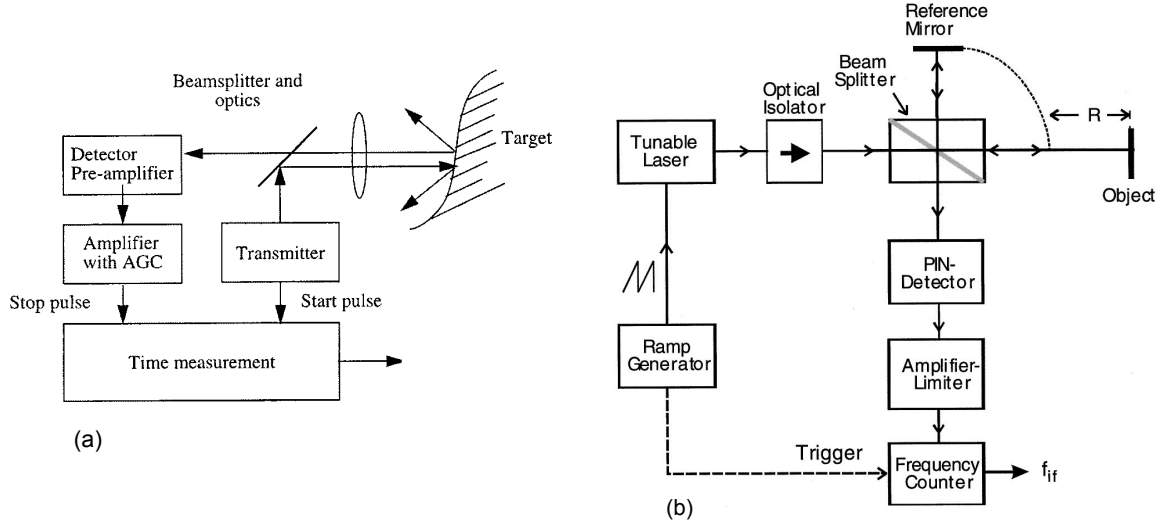 Beamsplitter and
optics
Target
Detector
Pre-amplifier
Amplifier
with AGC
Transmitter
Stop pulse
Start pulse
Time measurement
(a)
Reference
Mirror
Beam
Splitter
Optical
Isolator
Tunable
Laser
R
Object
PIN-
Detector
Ramp
Generator
Amplifier-
Limiter
Trigger
Frequency
Counter
fif
(b)